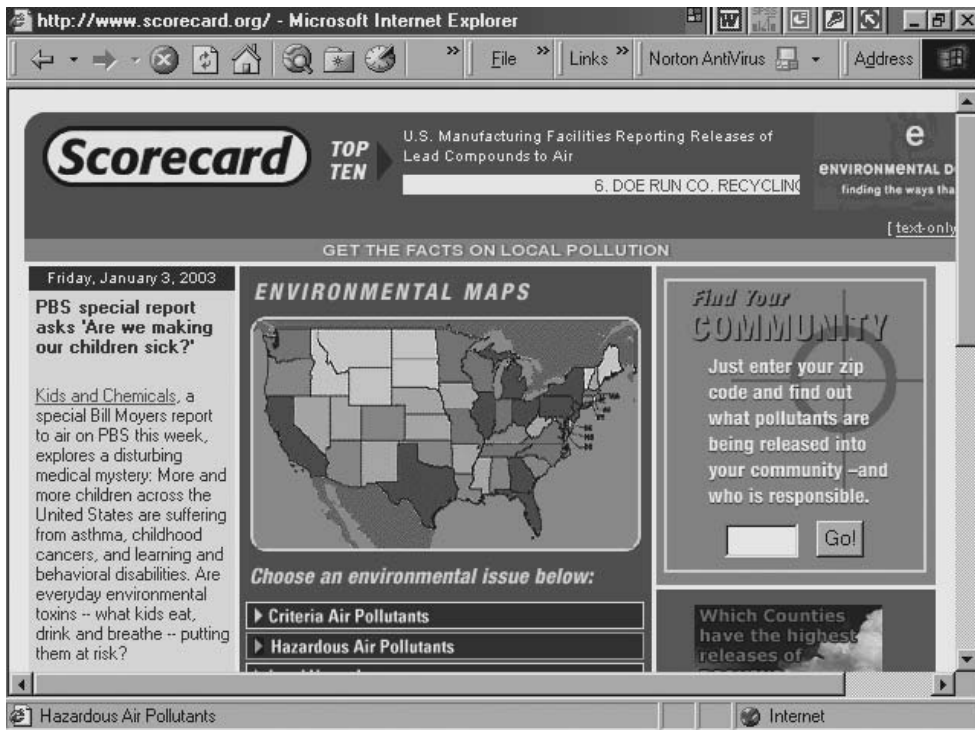 http://www.scorecard.org/ - Microsoft Internet Explorer
File
Links
Norton AntiVirus
Address
Scorecard
TOP TEN
U.S. Manufacturing Facilities Reporting Releases of
Lead Compounds to Air
6. DOE RUN CO. RECYCLING
e
ENVIRONMENTAL D
finding the ways tha
[ text-only
GET THE FACTS ON LOCAL POLLUTION
Friday, January 3, 2003
PBS special report
asks 'Are we making
our children sick?'
Kids and Chemicals, a
special Bill Moyers report
to air on PBS this week,
explores a disturbing
medical mystery: More and
more children across the
United States are suffering
from asthma, childhood
cancers, and learning and
behavioral disabilities. Are
everyday environmental
toxins -- what kids eat,
drink and breathe -- putting
them at risk?
ENVIRONMENTAL MAPS
Choose an environmental issue below:
Criteria Air Pollutants
Hazardous Air Pollutants
Find Your
COMMUNITY
Just enter your zip
code and find out
what pollutants are
being released into
your community –and
who is responsible.
Go!
Which Counties
have the highest
releases of
Hazardous Air Pollutants
Internet